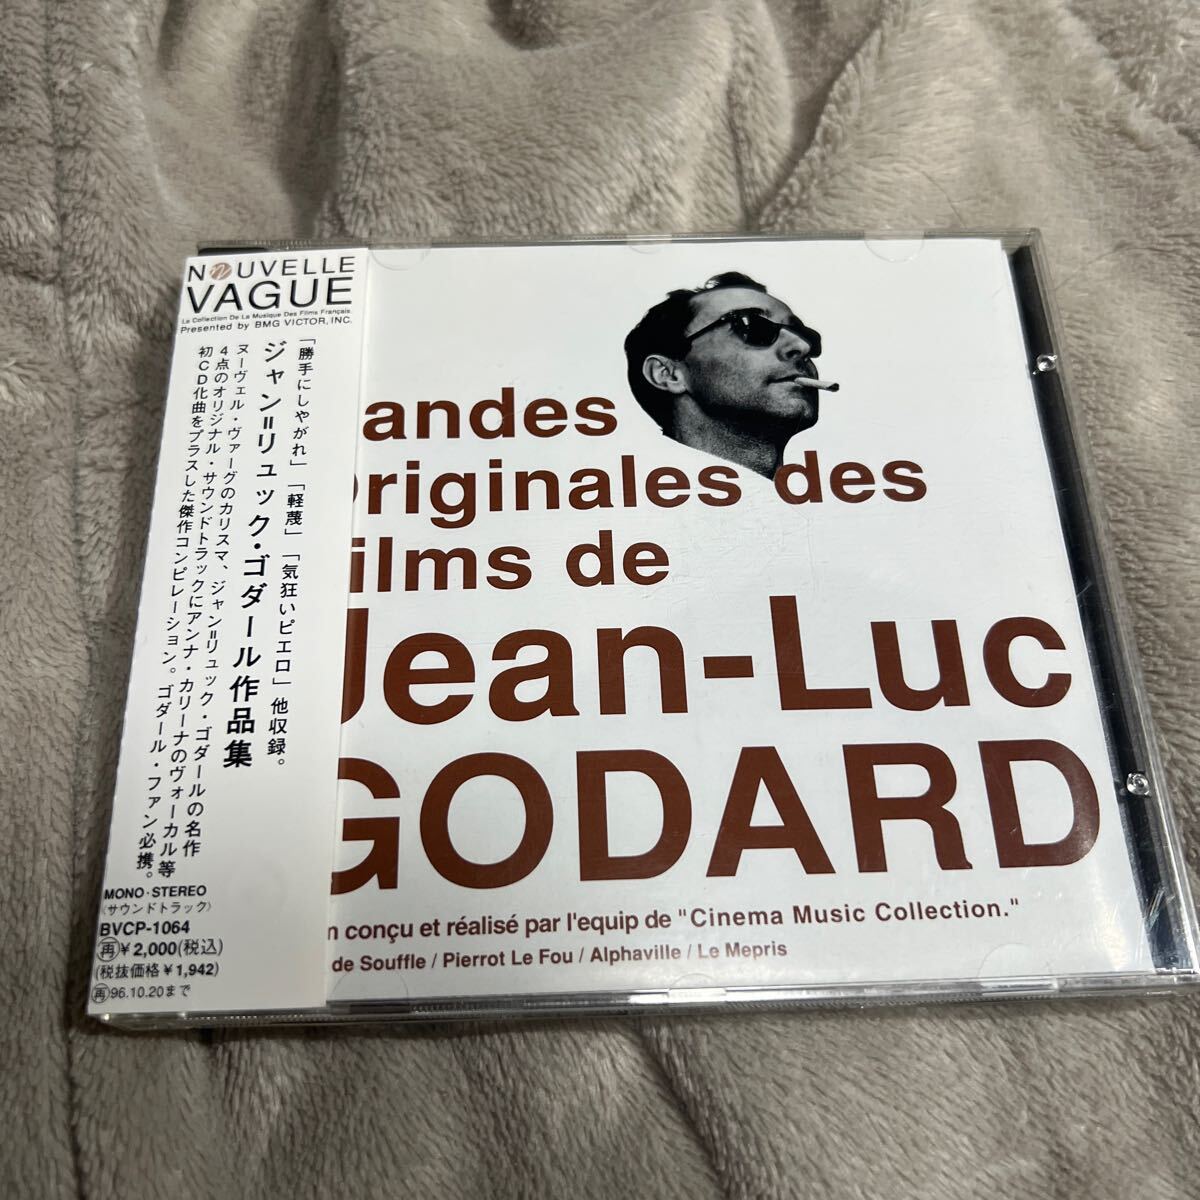 NOUVELLE
VAGUE
La Collection De La Musique Des Films Français.
Presented by BMG VICTOR, INC.
「勝手にしやがれ」「軽蔑」「気狂いピエロ」他収録。
ジャン=リュック・ゴダール作品集
ヌーヴェル・ヴァーグのカリスマ、ジャン=リュック・ゴダールの名作
4点のオリジナル・サウンドトラックにアンナ・カリーナのヴォーカル等
初CD化曲をプラスした傑作コンピレーション。ゴダール・ファン必携。
MONO・STEREO
(サウンドトラック)
BVCP-1064
再¥2,000(税込)
(税抜価格¥1,942)
再96.10.20まで
andes
riginales des
ilms de
Jean-Luc
GODARD
n conçu et réalisé par l'equip de "Cinema Music Collection."
de Souffle / Pierrot Le Fou / Alphaville / Le Mepris